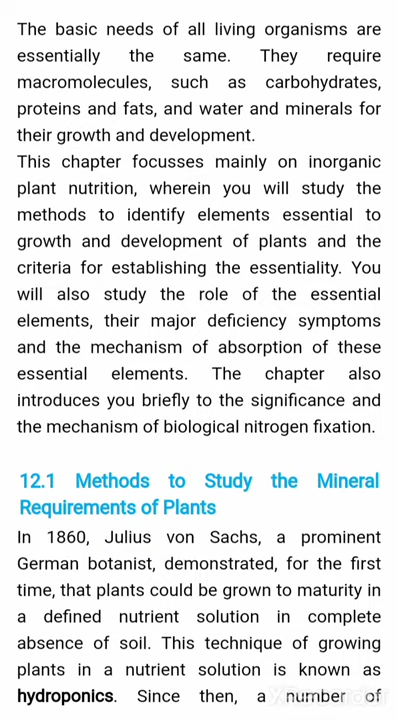 The basic needs of all living organisms are
essentially the same. They require
macromolecules, such as carbohydrates,
proteins and fats, and water and minerals for
their growth and development.
This chapter focusses mainly on inorganic
plant nutrition, wherein you will study the
methods to identify elements essential to
growth and development of plants and the
criteria for establishing the essentiality. You
will also study the role of the essential
elements, their major deficiency symptoms
and the mechanism of absorption of these
essential elements. The chapter also
introduces you briefly to the significance and
the mechanism of biological nitrogen fixation.
12.1 Methods to Study the Mineral
Requirements of Plants
In 1860, Julius von Sachs, a prominent
German botanist, demonstrated, for the first
time, that plants could be grown to maturity in
a defined nutrient solution in complete
absence of soil. This technique of growing
plants in a nutrient solution is known as
hydroponics. Since then, a number of